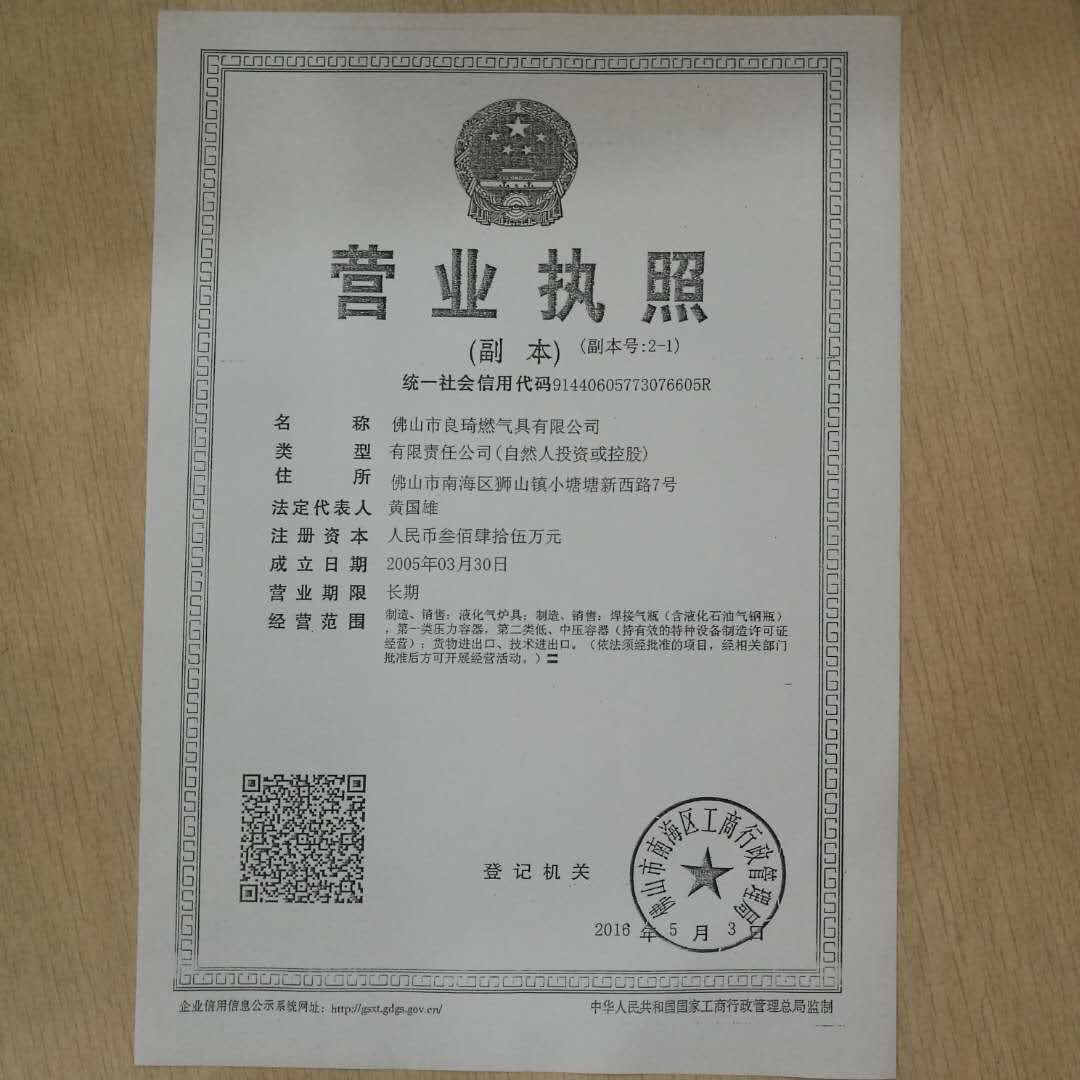 营业执照
(副 本) (副本号:2-1)
统一社会信用代码91440605773076605R
名 称 佛山市良琦燃气具有限公司
类 型 有限责任公司(自然人投资或控股)
住 所 佛山市南海区狮山镇小塘塘新西路7号
法定代表人 黄国雄
注册资本 人民币叁佰肆拾伍万元
成立日期 2005年03月30日
营业期限 长期
经营范围 制造、销售：液化气炉具；制造、销售：焊接气瓶（含液化石油气钢瓶）
，第一类压力容器，第二类低、中压容器（持有效的特种设备制造许可证
经营）；货物进出口、技术进出口。（依法须经批准的项目，经相关部门
批准后方可开展经营活动。）〓
登记机关
佛山市南海区工商行政管理局
2016 年 5 月 3 日
企业信用信息公示系统网址：http://gsxt.gdgs.gov.cn/
中华人民共和国国家工商行政管理总局监制